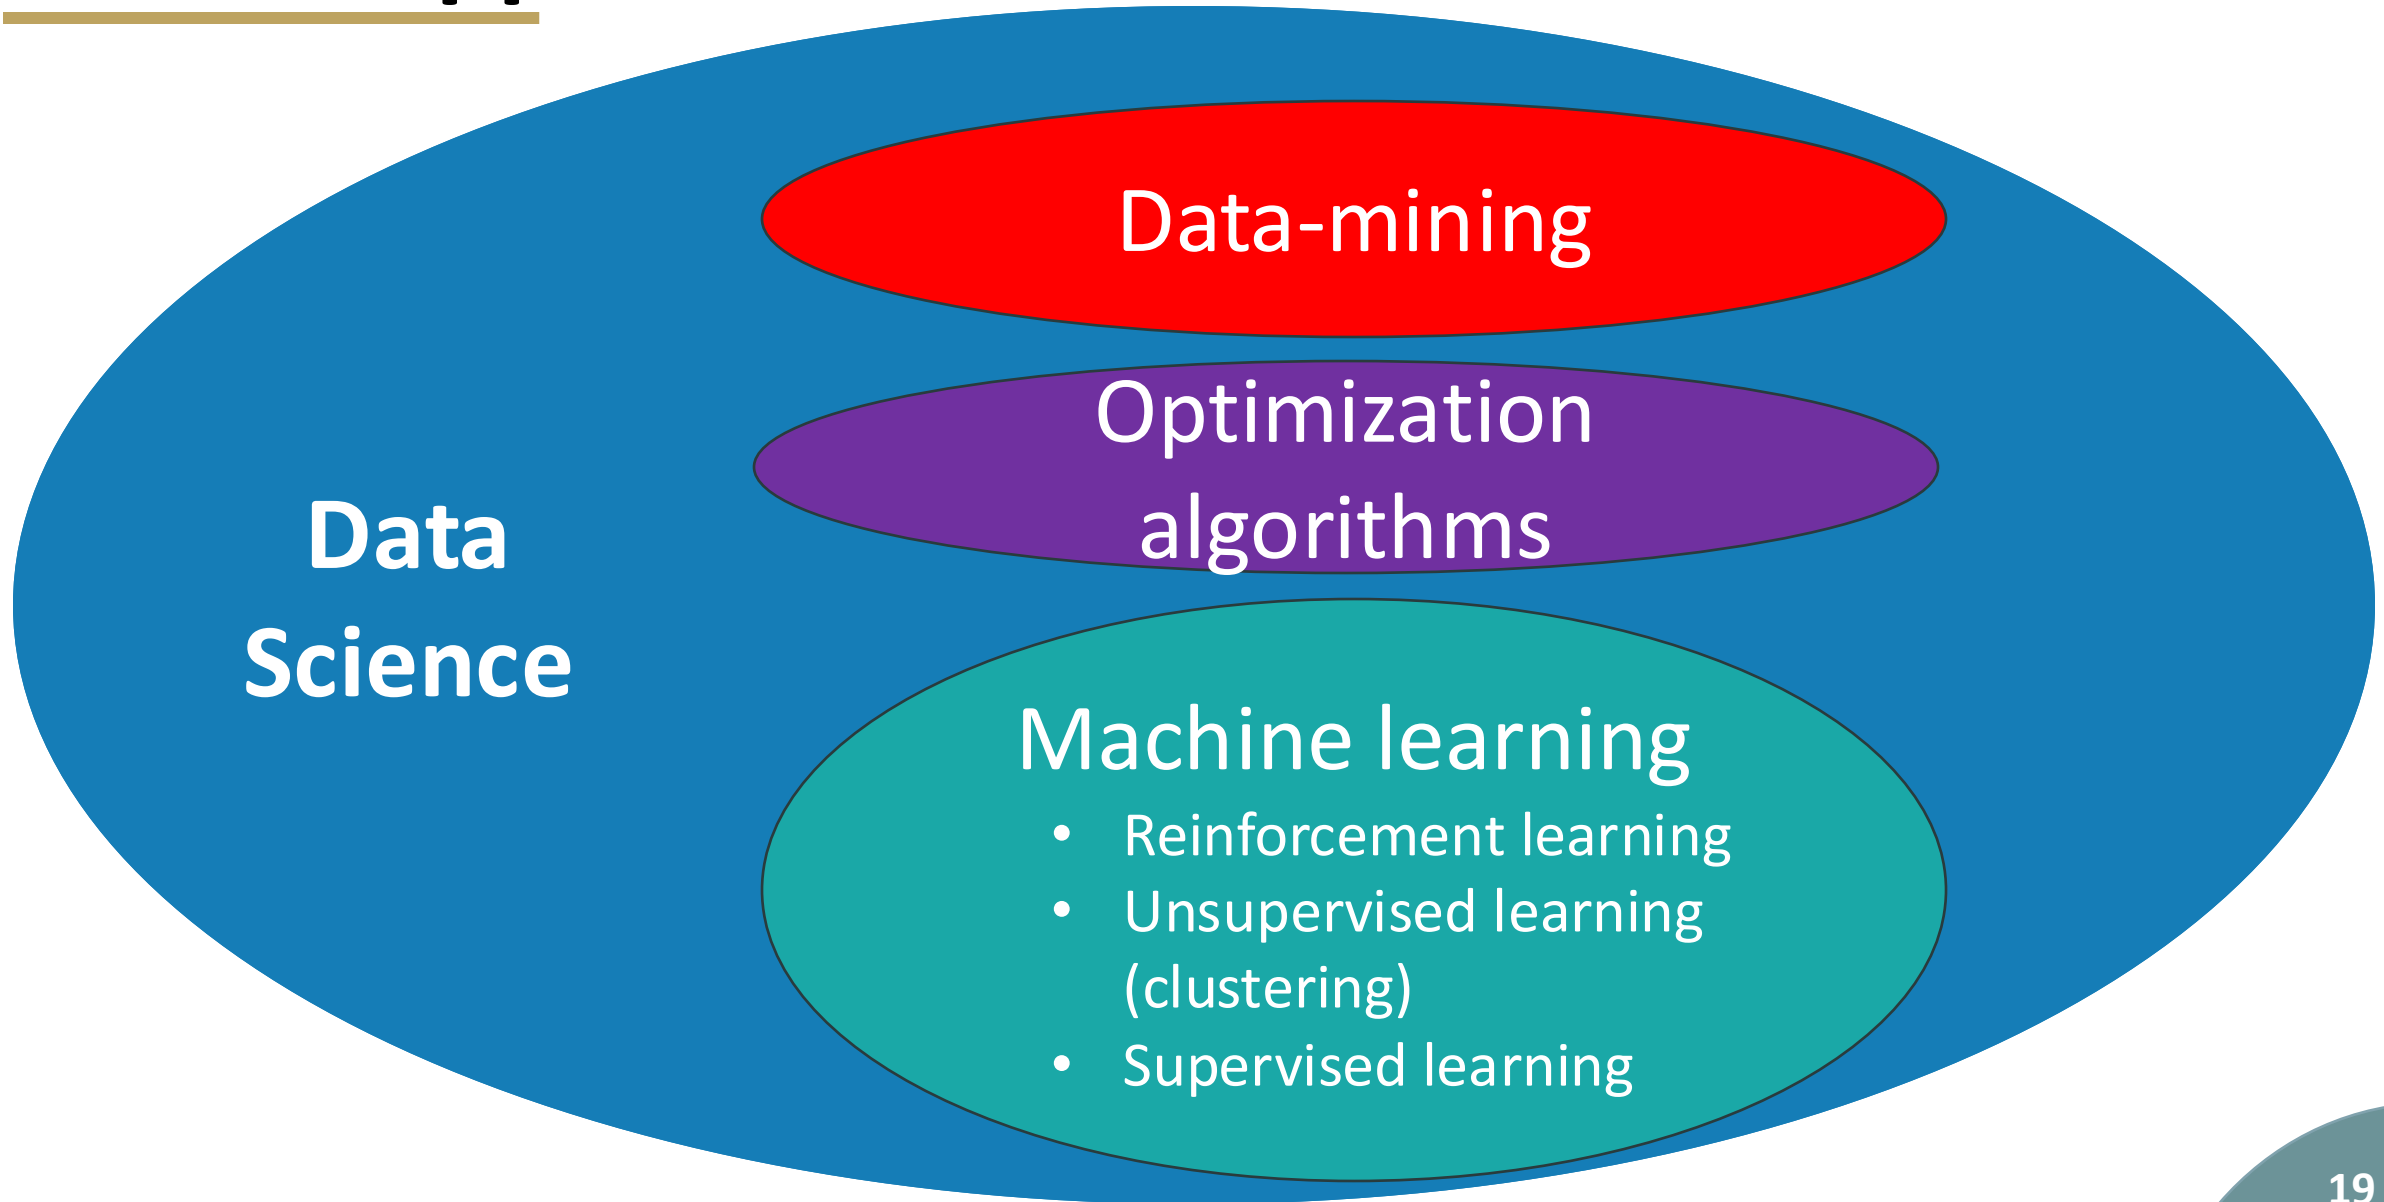 Data
Science
Data-mining
Optimization
algorithms
Machine learning
• Reinforcement learning
• Unsupervised learning
(clustering)
• Supervised learning
19